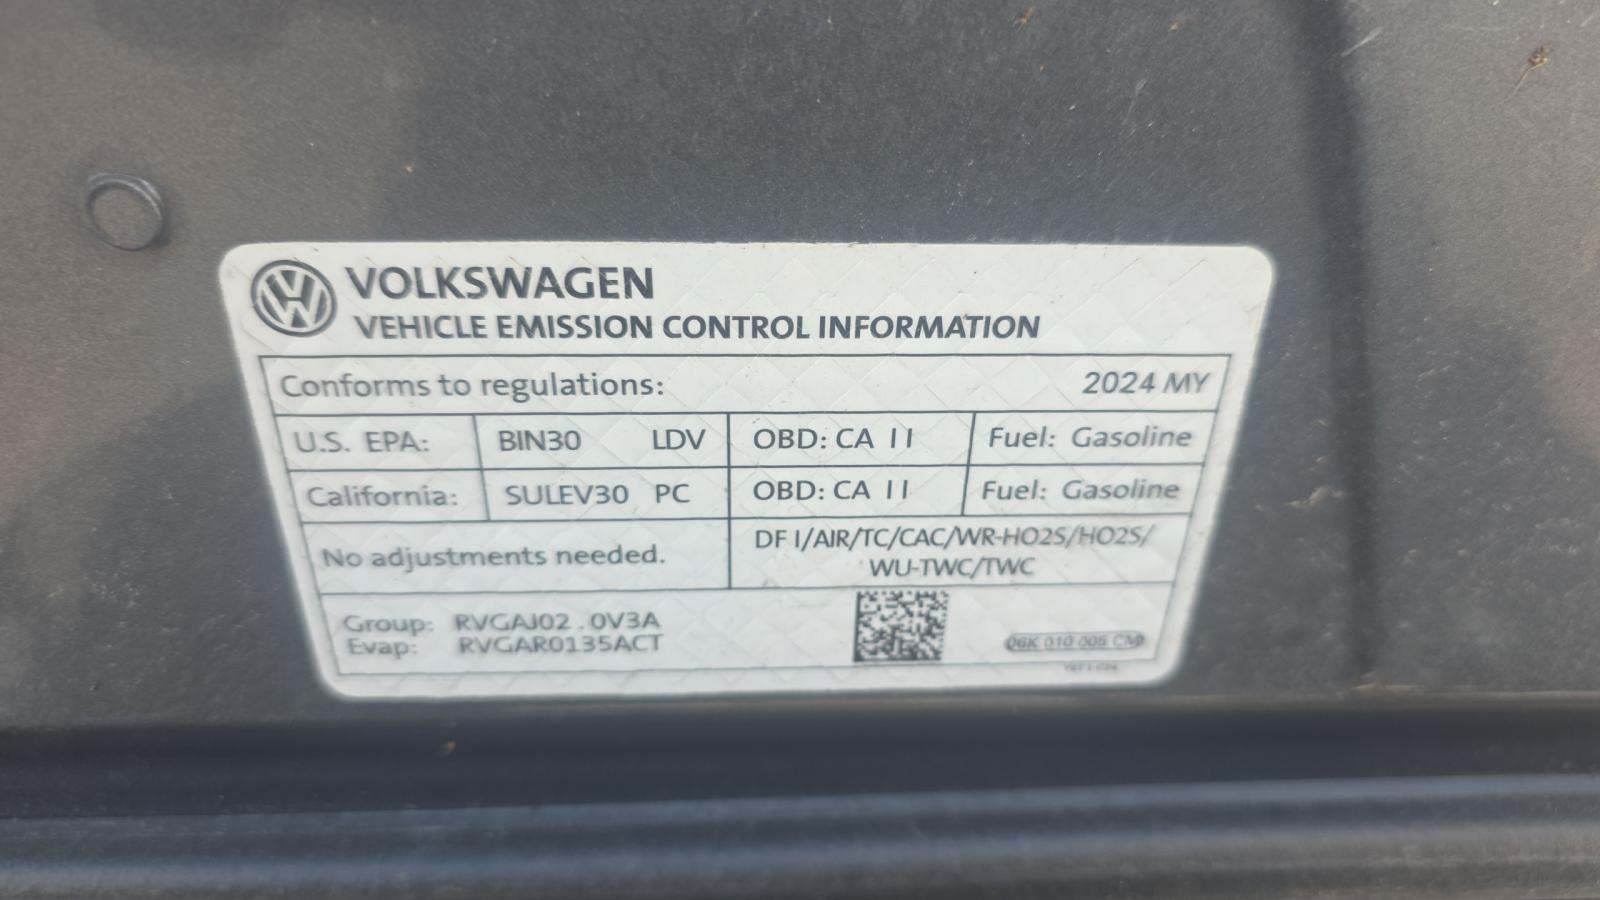 VOLKSWAGEN
VEHICLE EMISSION CONTROL INFORMATION
Conforms to regulations: 2024 MY
U.S. EPA: BIN30 LDV OBD: CA II Fuel: Gasoline
California: SULEV30 PC OBD: CA II Fuel: Gasoline
No adjustments needed.
DFI/AIR/TC/CAC/WR-HO2S/HO2S/
WU-TWC/TWC
Group: RVGAJ02.0V3A
Evap: RVGAR0135ACT
06K 010 006 CM